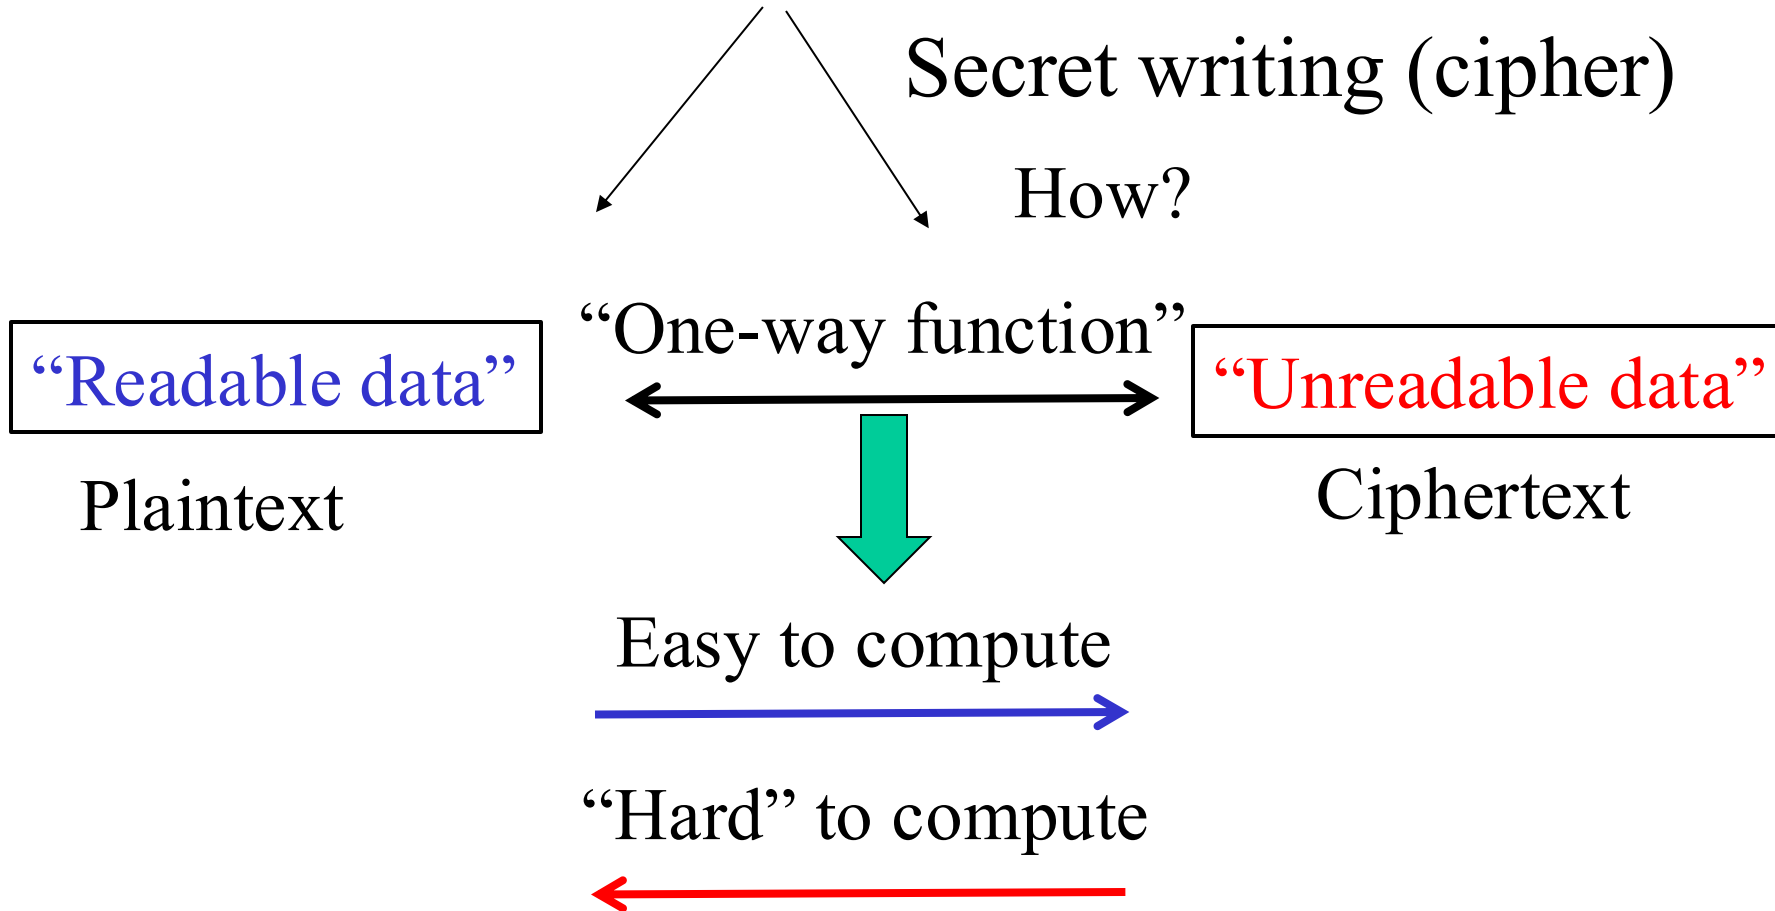 Secret writing (cipher)
How?
“One-way function”
“Readable data”
“Unreadable data”
Plaintext
Ciphertext
Easy to compute
“Hard” to compute